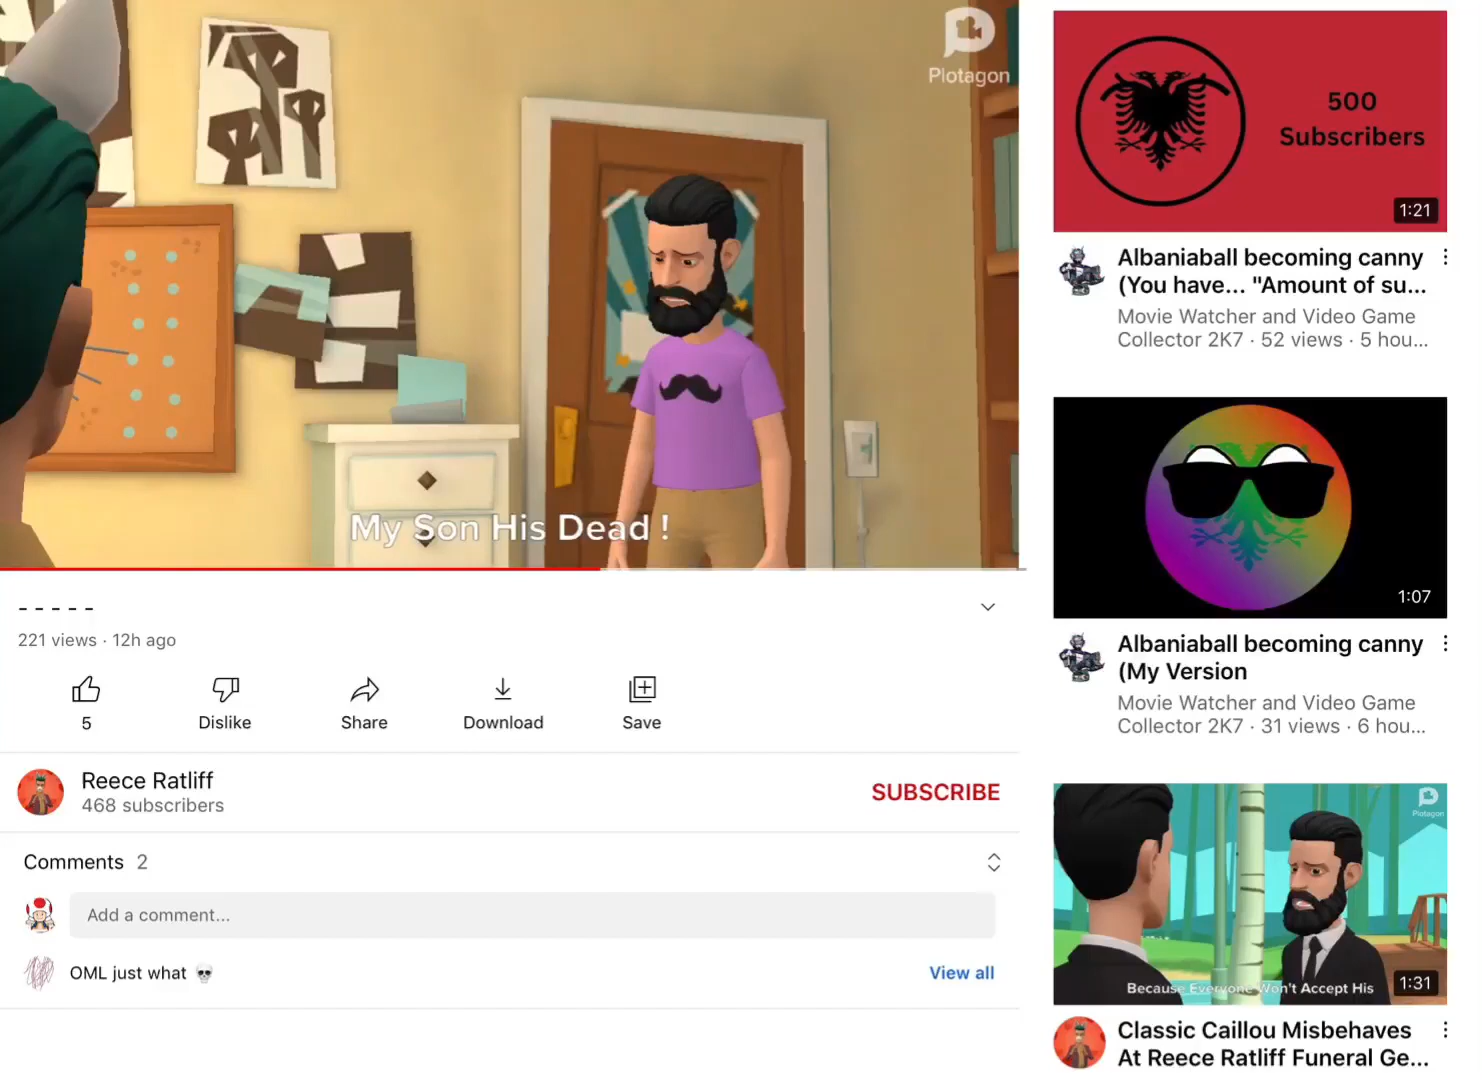 Plotagon
My Son His Dead !
- - - - -
221 views · 12h ago
5
Dislike
Share
Download
Save
Reece Ratliff
468 subscribers
SUBSCRIBE
Comments 2
Add a comment...
OML just what 💀
View all
500
Subscribers
1:21
Albaniaball becoming canny
(You have... "Amount of su...
Movie Watcher and Video Game
Collector 2K7 · 52 views · 5 hou...
1:07
Albaniaball becoming canny
(My Version
Movie Watcher and Video Game
Collector 2K7 · 31 views · 6 hou...
Plotagon
Because Everyone Won't Accept His
1:31
Classic Caillou Misbehaves
At Reece Ratliff Funeral Ge...